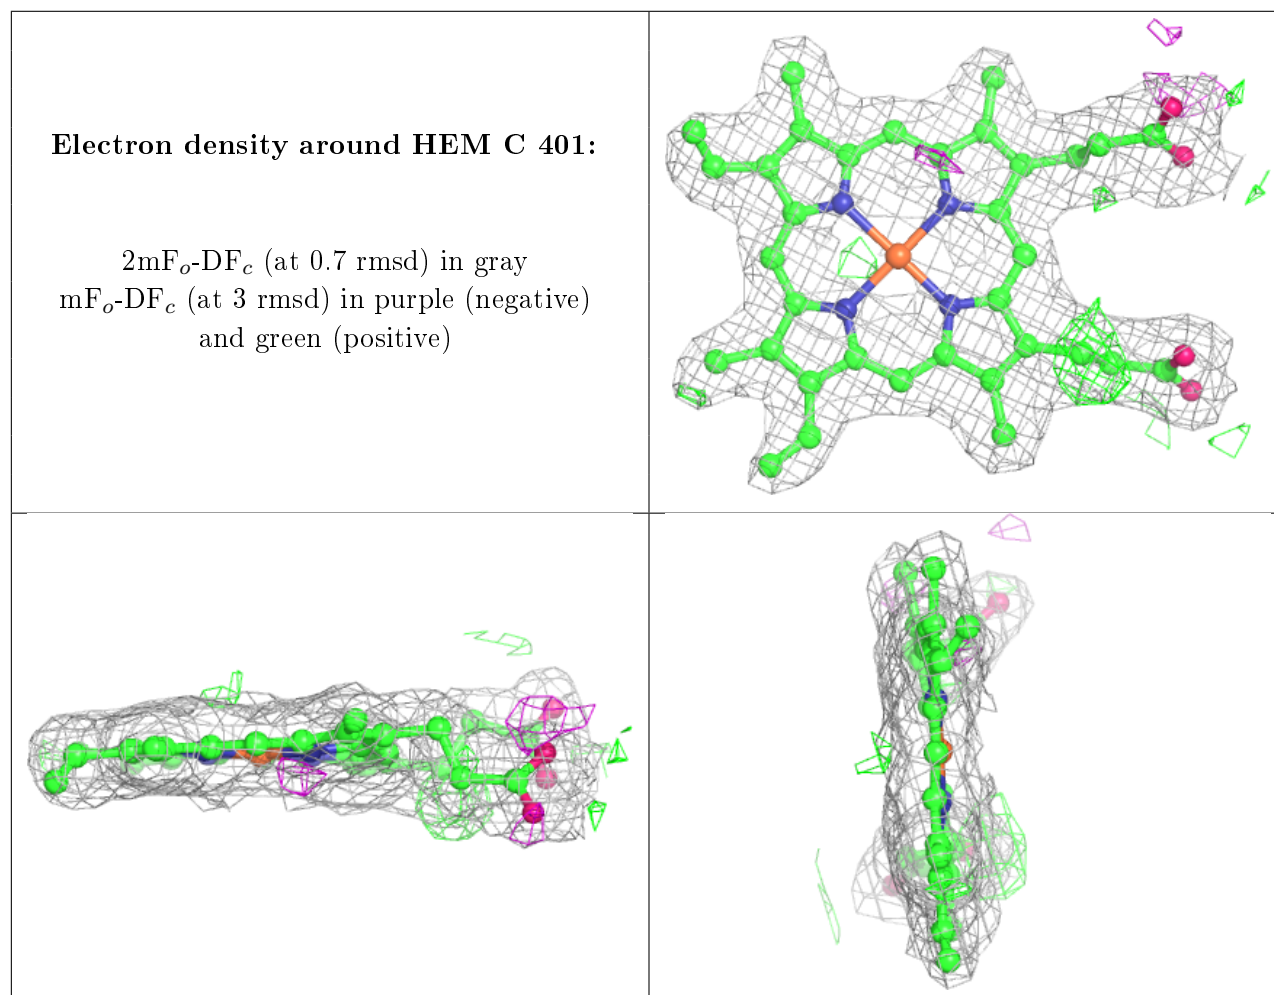 Electron density around HEM C 401:
2mFₒ-DF𝒸 (at 0.7 rmsd) in gray
mFₒ-DF𝒸 (at 3 rmsd) in purple (negative)
and green (positive)